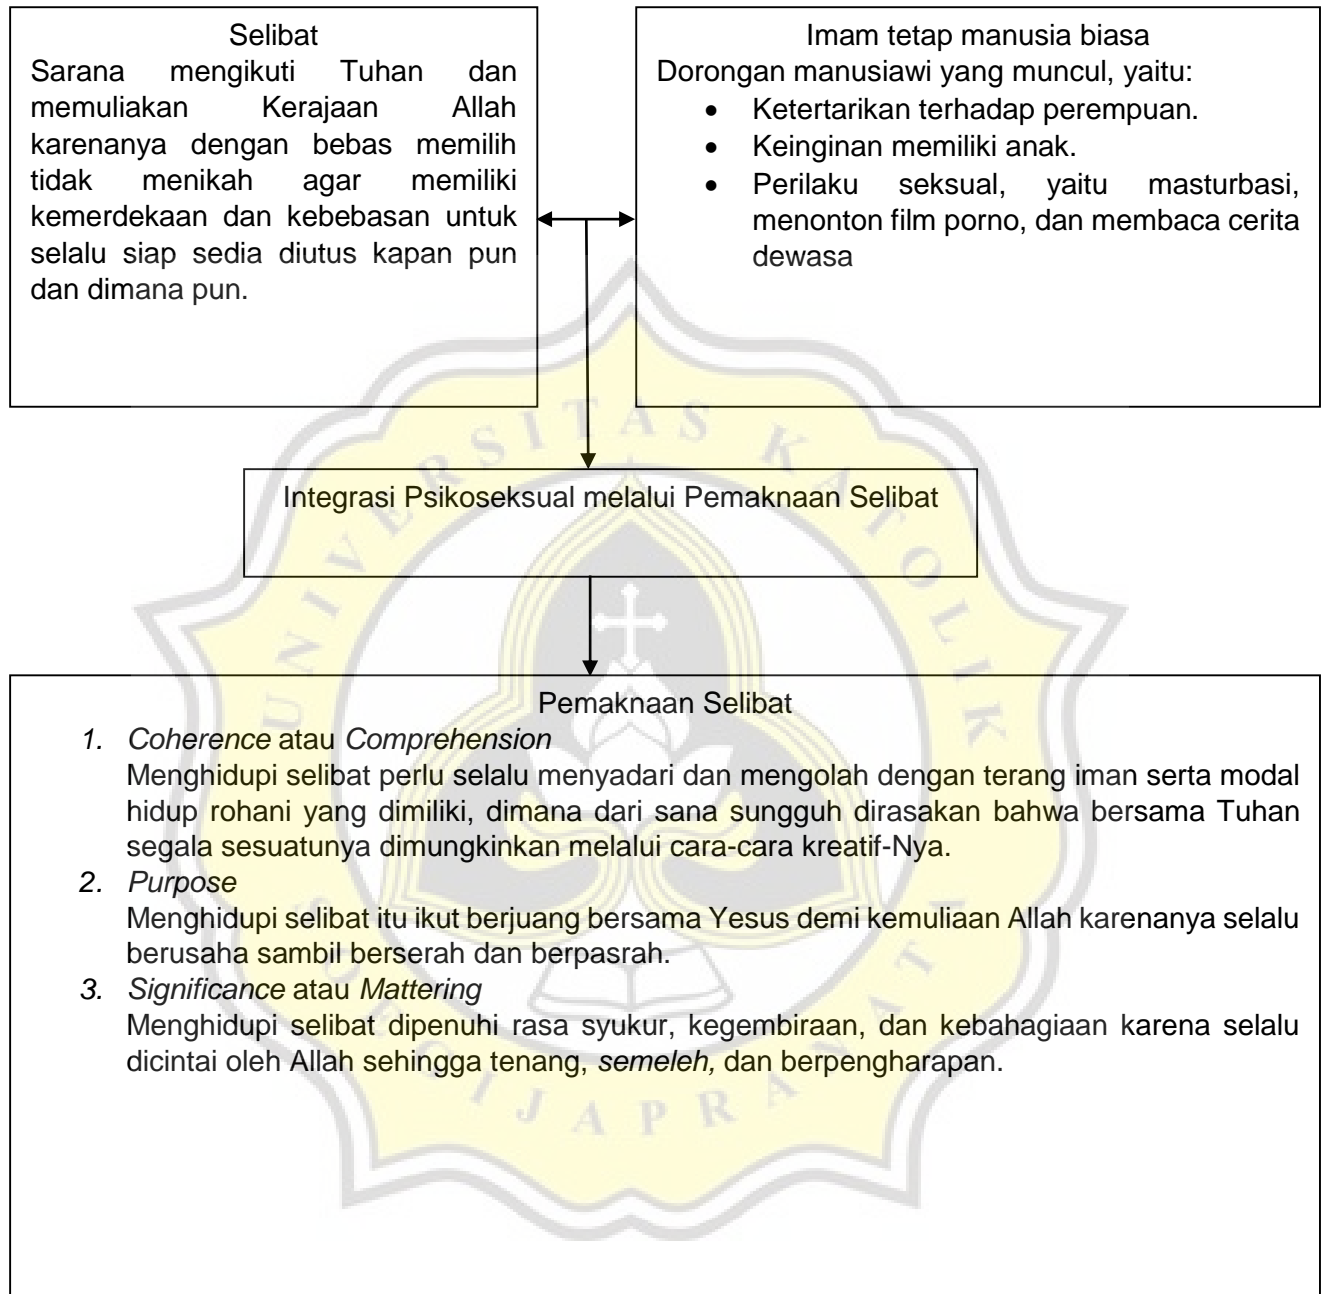 Selibat
Sarana mengikuti Tuhan dan
memuliakan Kerajaan Allah
karenanya dengan bebas memilih
tidak menikah agar memiliki
kemerdekaan dan kebebasan untuk
selalu siap sedia diutus kapan pun
dan dimana pun.
Imam tetap manusia biasa
Dorongan manusiawi yang muncul, yaitu:
• Ketertarikan terhadap perempuan.
• Keinginan memiliki anak.
• Perilaku seksual, yaitu masturbasi,
menonton film porno, dan membaca cerita
dewasa
Integrasi Psikoseksual melalui Pemaknaan Selibat
Pemaknaan Selibat
1. Coherence atau Comprehension
Menghidupi selibat perlu selalu menyadari dan mengolah dengan terang iman serta modal
hidup rohani yang dimiliki, dimana dari sana sungguh dirasakan bahwa bersama Tuhan
segala sesuatunya dimungkinkan melalui cara-cara kreatif-Nya.
2. Purpose
Menghidupi selibat itu ikut berjuang bersama Yesus demi kemuliaan Allah karenanya selalu
berusaha sambil berserah dan berpasrah.
3. Significance atau Mattering
Menghidupi selibat dipenuhi rasa syukur, kegembiraan, dan kebahagiaan karena selalu
dicintai oleh Allah sehingga tenang, semeleh, dan berpengharapan.
UNIVERSITAS KATOLIK
SOEGIJAPRANATA